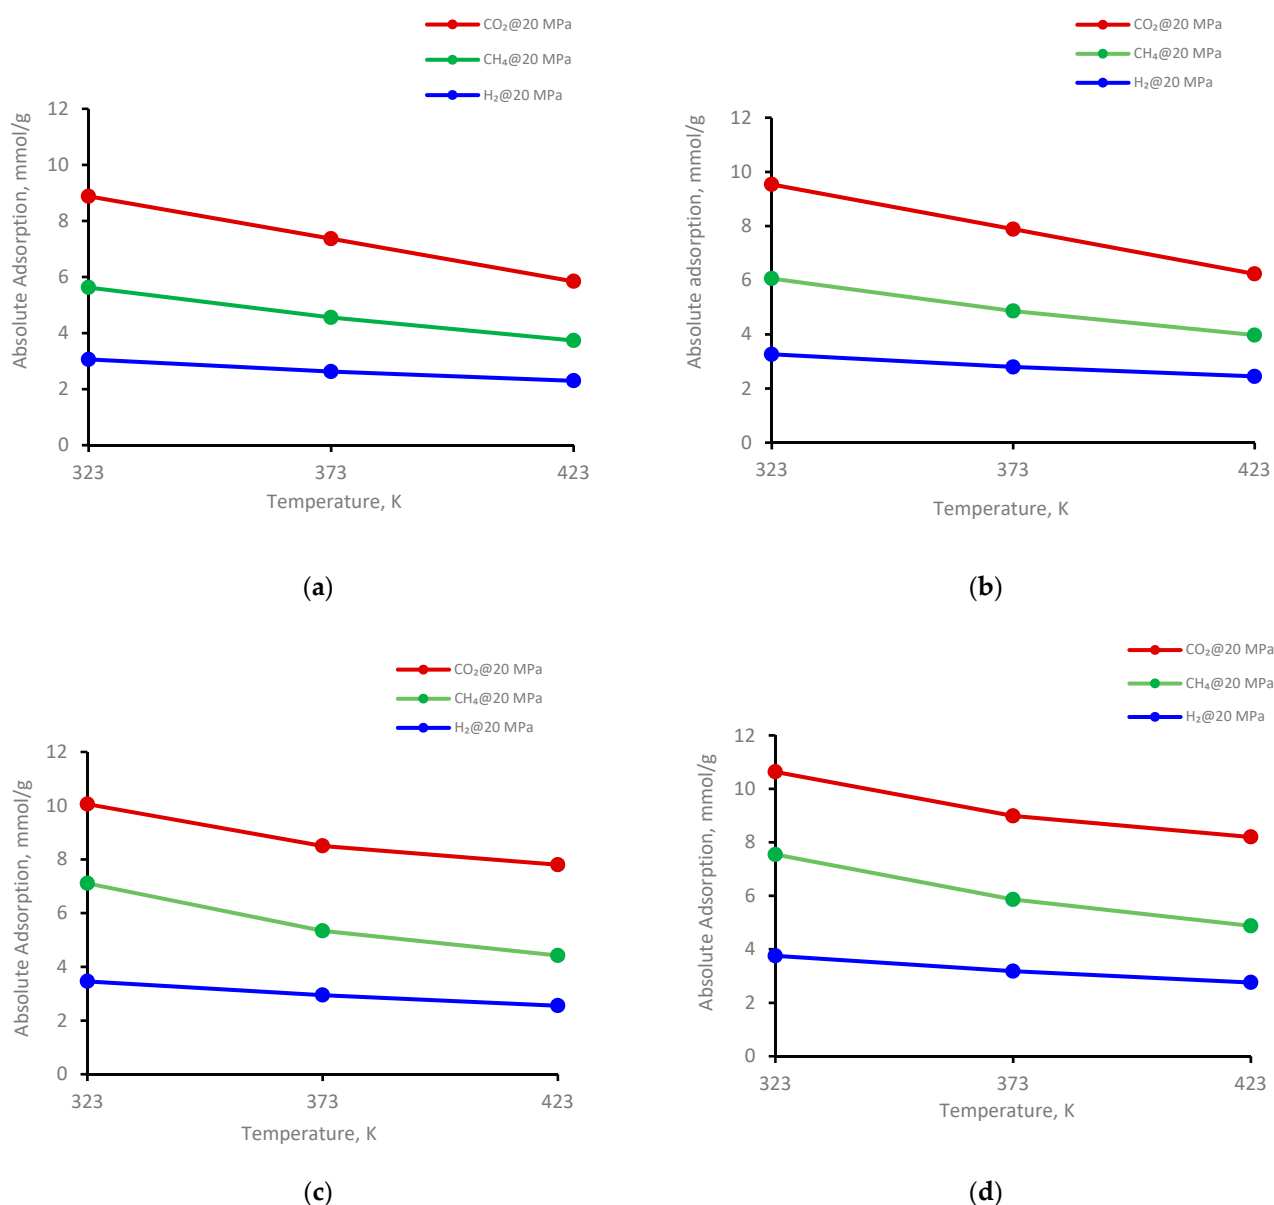 CO₂@20 MPa
CH₄@20 MPa
H₂@20 MPa
Absolute Adsorption, mmol/g
12
10
8
6
4
2
0
323 373 423
Temperature, K
(a)
CO₂@20 MPa
CH₄@20 MPa
H₂@20 MPa
Absolute adsorption, mmol/g
12
10
8
6
4
2
0
323 373 423
Temperature, K
(b)
CO₂@20 MPa
CH₄@20 MPa
H₂@20 MPa
Absolute Adsorption, mmol/g
12
10
8
6
4
2
0
323 373 423
Temperature, K
(c)
CO₂@20 MPa
CH₄@20 MPa
H₂@20 MPa
Absolute Adsorption, mmol/g
12
10
8
6
4
2
0
323 373 423
Temperature, K
(d)